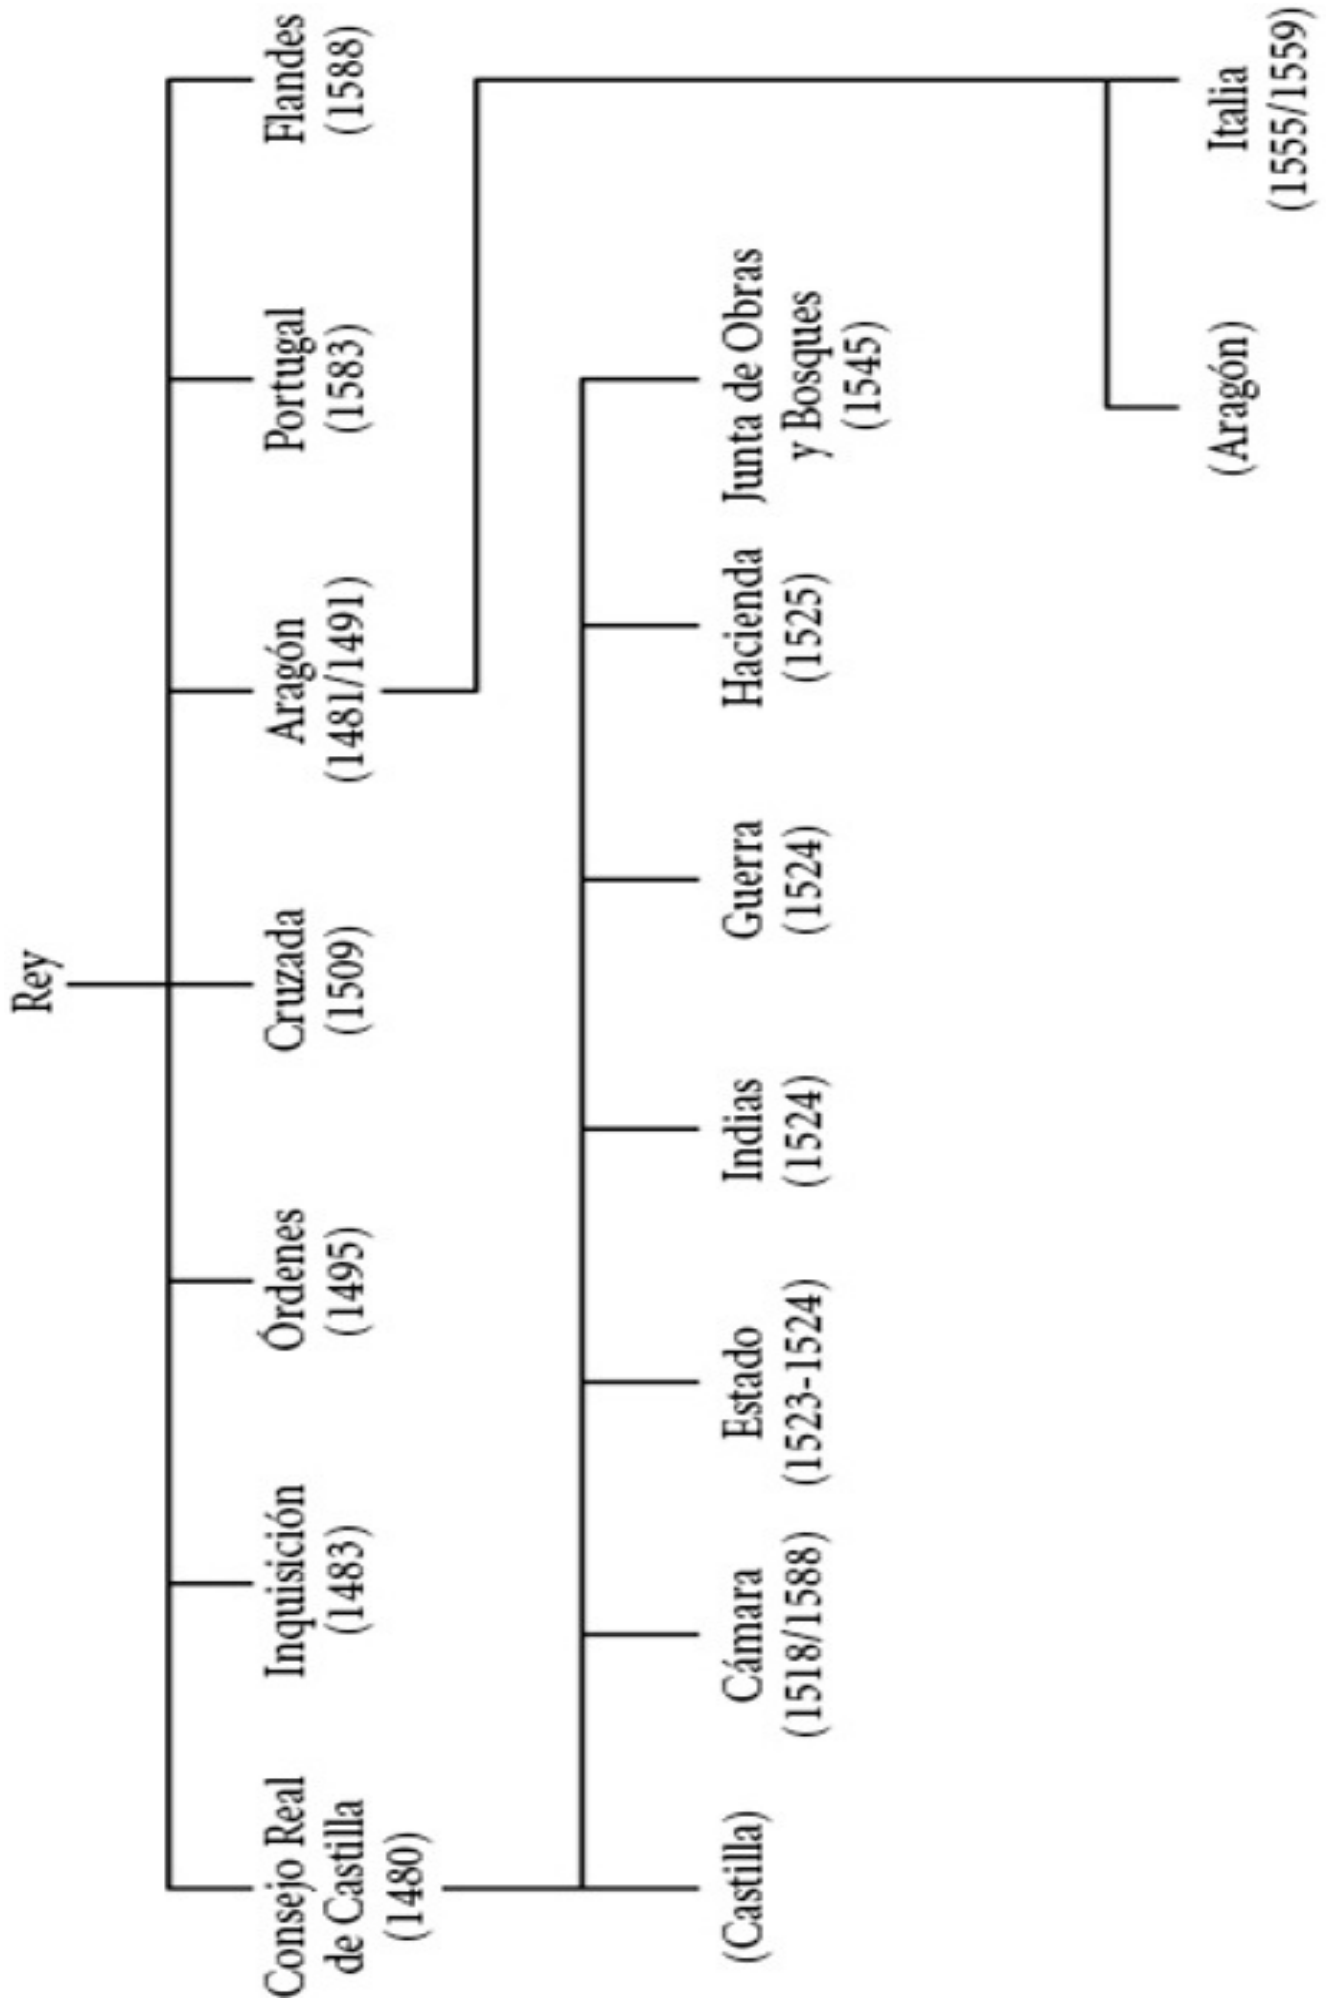 Rey
Consejo Real
de Castilla
(1480)
Inquisición
(1483)
Órdenes
(1495)
Cruzada
(1509)
Aragón
(1481/1491)
Portugal
(1583)
Flandes
(1588)
(Castilla)
Cámara
(1518/1588)
Estado
(1523-1524)
Indias
(1524)
Guerra
(1524)
Hacienda
(1525)
Junta de Obras
y Bosques
(1545)
(Aragón)
Italia
(1555/1559)